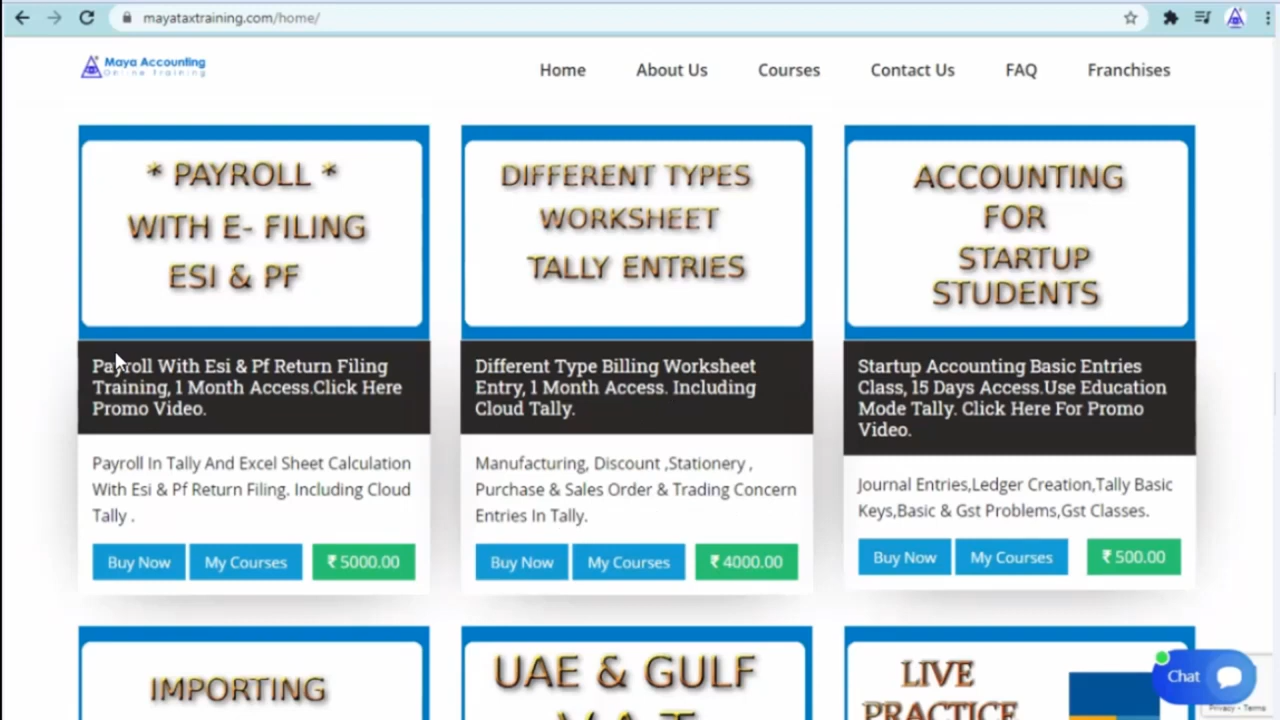 mayataxtraining.com/home/
Maya Accounting
Online Training
Home About Us Courses Contact Us FAQ Franchises
* PAYROLL *
WITH E- FILING
ESI & PF
Payroll With Esi & Pf Return Filing
Training, 1 Month Access.Click Here
Promo Video.
Payroll In Tally And Excel Sheet Calculation
With Esi & Pf Return Filing. Including Cloud
Tally .
Buy Now My Courses ₹ 5000.00
DIFFERENT TYPES
WORKSHEET
TALLY ENTRIES
Different Type Billing Worksheet
Entry, 1 Month Access. Including
Cloud Tally.
Manufacturing, Discount ,Stationery ,
Purchase & Sales Order & Trading Concern
Entries In Tally.
Buy Now My Courses ₹ 4000.00
ACCOUNTING
FOR
STARTUP
STUDENTS
Startup Accounting Basic Entries
Class, 15 Days Access.Use Education
Mode Tally. Click Here For Promo
Video.
Journal Entries,Ledger Creation,Tally Basic
Keys,Basic & Gst Problems,Gst Classes.
Buy Now My Courses ₹ 500.00
IMPORTING
UAE & GULF
VAT
LIVE
PRACTICE
Chat
Privacy - Terms